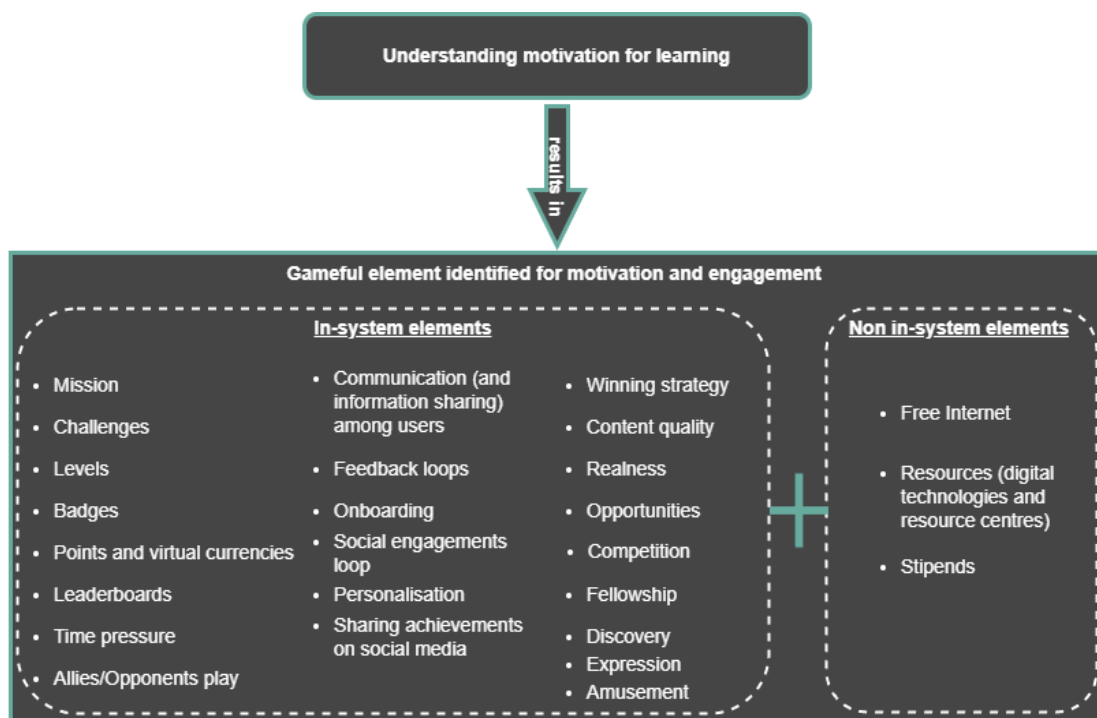 Understanding motivation for learning
results in
Gameful element identified for motivation and engagement
In-system elements
• Mission
• Challenges
• Levels
• Badges
• Points and virtual currencies
• Leaderboards
• Time pressure
• Allies/Opponents play
• Communication (and
information sharing)
among users
• Feedback loops
• Onboarding
• Social engagements
loop
• Personalisation
• Sharing achievements
on social media
• Winning strategy
• Content quality
• Realness
• Opportunities
• Competition
• Fellowship
• Discovery
• Expression
• Amusement
+
Non in-system elements
• Free Internet
• Resources (digital
technologies and
resource centres)
• Stipends